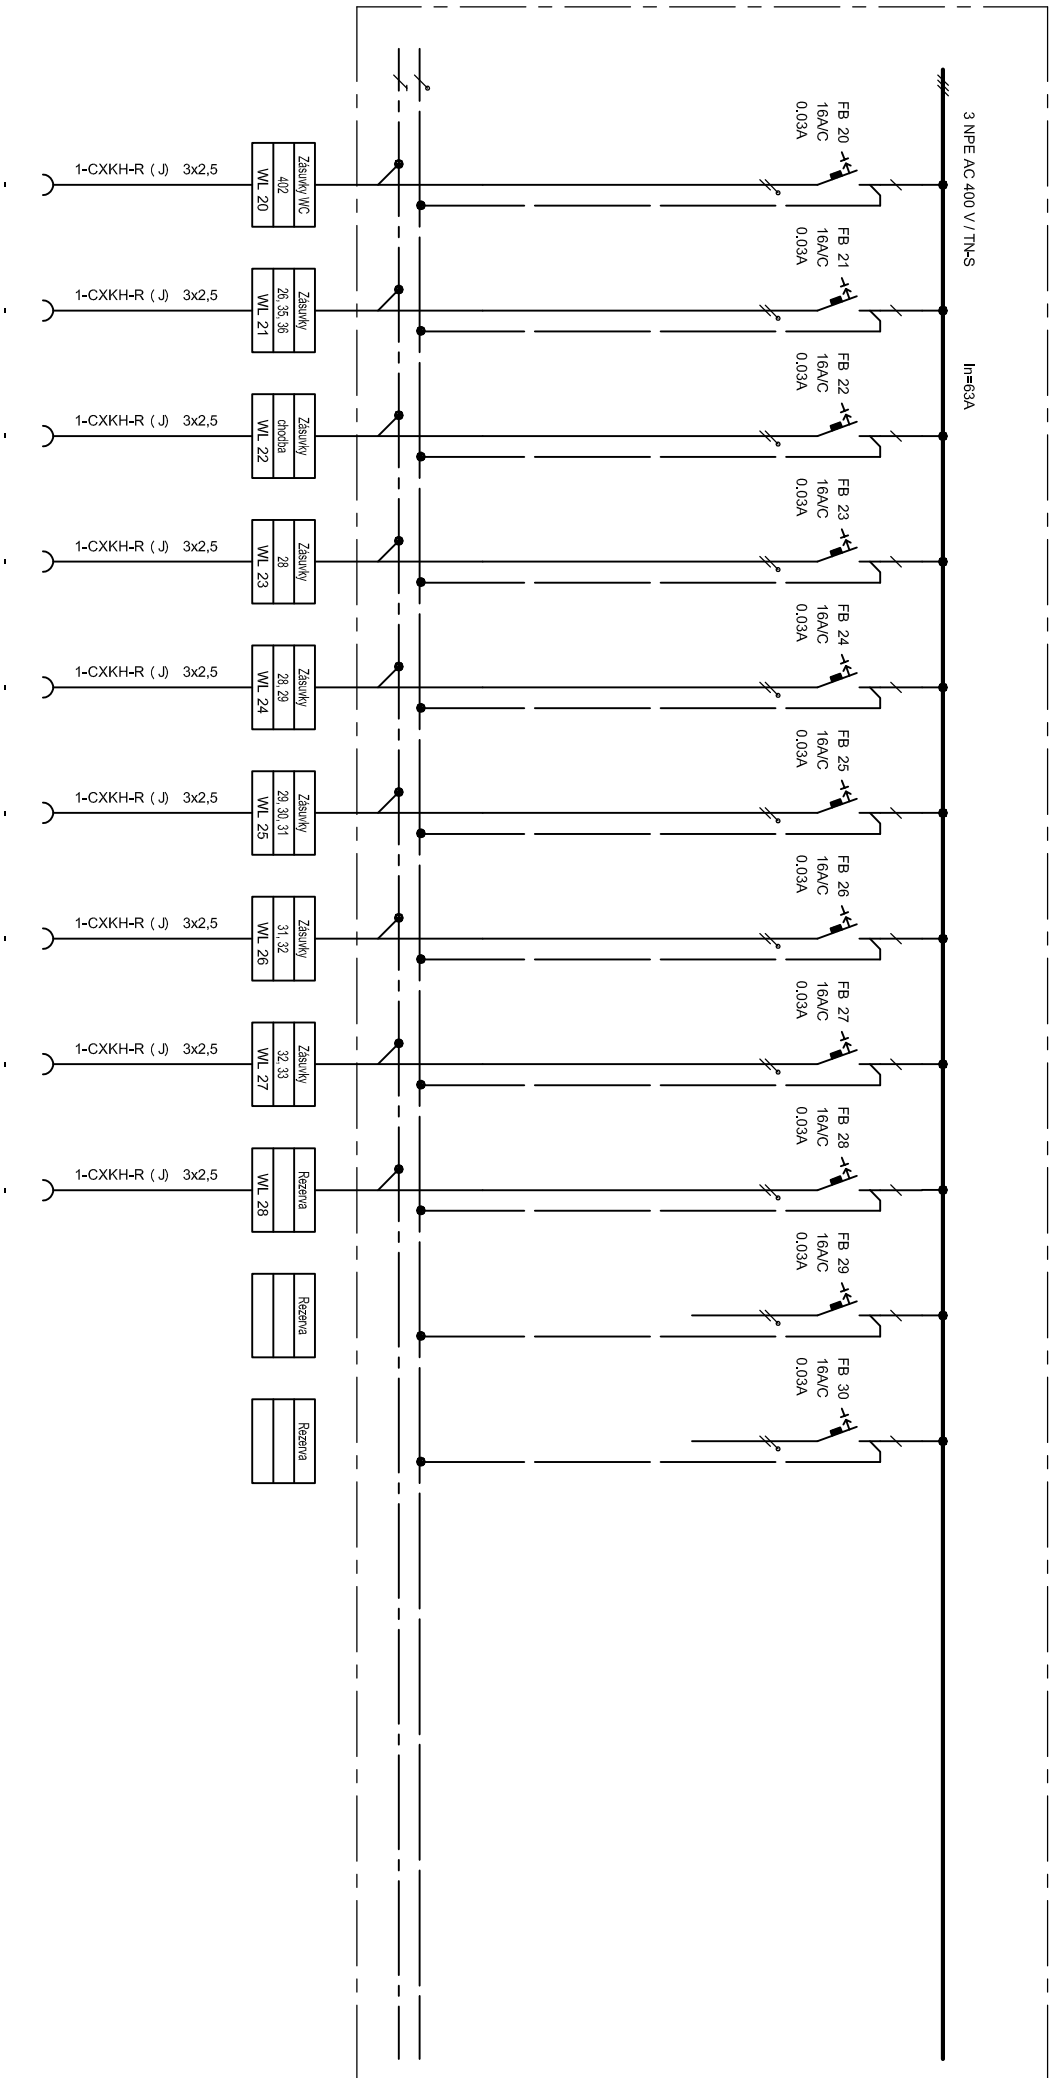 3 NPE AC 400 V / TN-S
In=63A
FB 20
16A/C
0.03A
FB 21
16A/C
0.03A
FB 22
16A/C
0.03A
FB 23
16A/C
0.03A
FB 24
16A/C
0.03A
FB 25
16A/C
0.03A
FB 26
16A/C
0.03A
FB 27
16A/C
0.03A
FB 28
16A/C
0.03A
FB 29
16A/C
0.03A
FB 30
16A/C
0.03A
Zásuvky WC
402
WL 20
Zásuvky
26, 35, 36
WL 21
Zásuvky
chodba
WL 22
Zásuvky
28
WL 23
Zásuvky
28, 29
WL 24
Zásuvky
29, 30, 31
WL 25
Zásuvky
31, 32
WL 26
Zásuvky
32, 33
WL 27
Rezerva
WL 28
Rezerva
Rezerva
1-CXKH-R ( J) 3x2,5
1-CXKH-R ( J) 3x2,5
1-CXKH-R ( J) 3x2,5
1-CXKH-R ( J) 3x2,5
1-CXKH-R ( J) 3x2,5
1-CXKH-R ( J) 3x2,5
1-CXKH-R ( J) 3x2,5
1-CXKH-R ( J) 3x2,5
1-CXKH-R ( J) 3x2,5